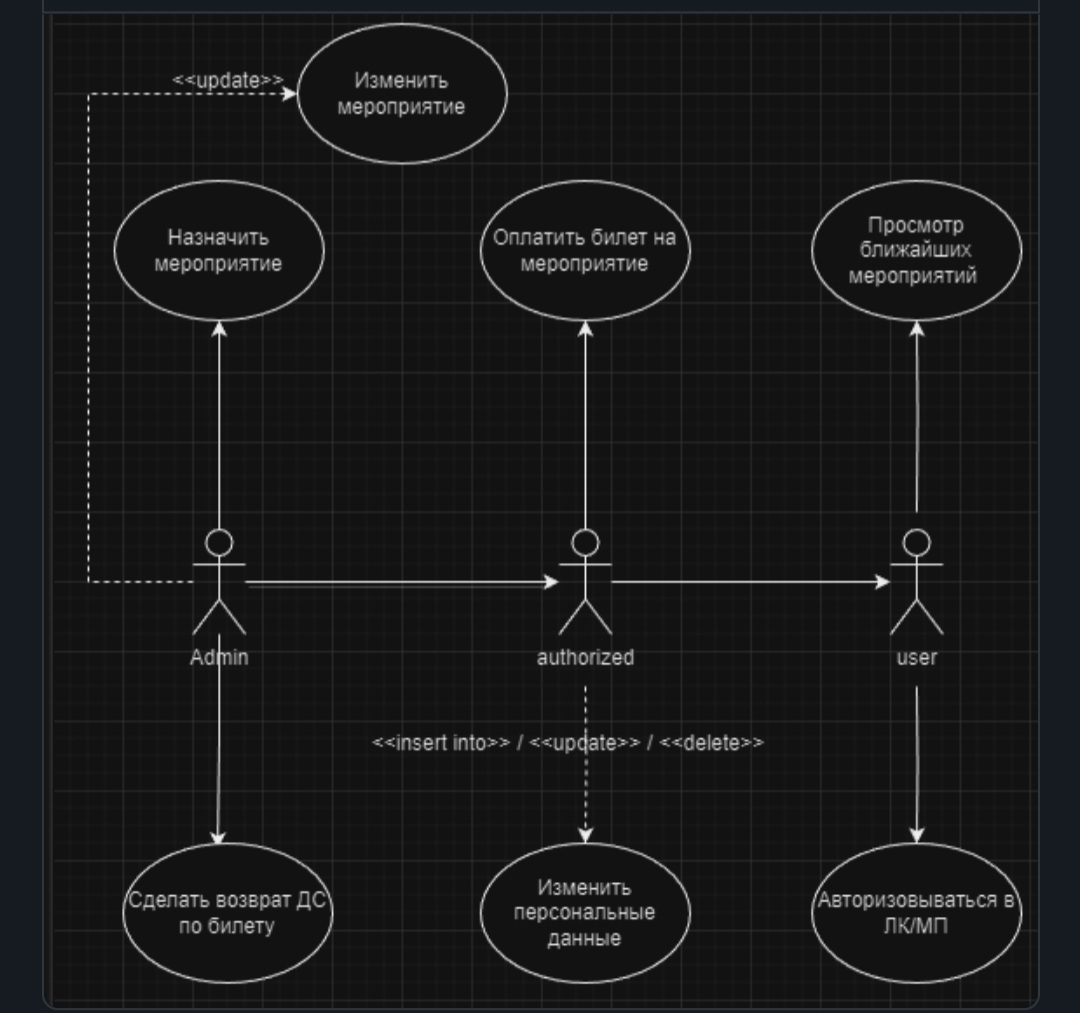 <<update>>
Изменить
мероприятие
Назначить
мероприятие
Оплатить билет на
мероприятие
Просмотр
ближайших
мероприятий
Admin
authorized
user
<<insert into>> / <<update>> / <<delete>>
Сделать возврат ДС
по билету
Изменить
персональные
данные
Авторизовываться в
ЛК/МП